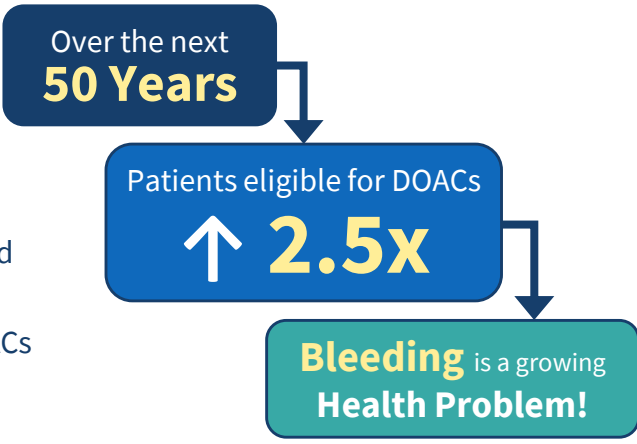 Over the next
50 Years
Patients eligible for DOACs
↑ 2.5x
Bleeding is a growing
Health Problem!